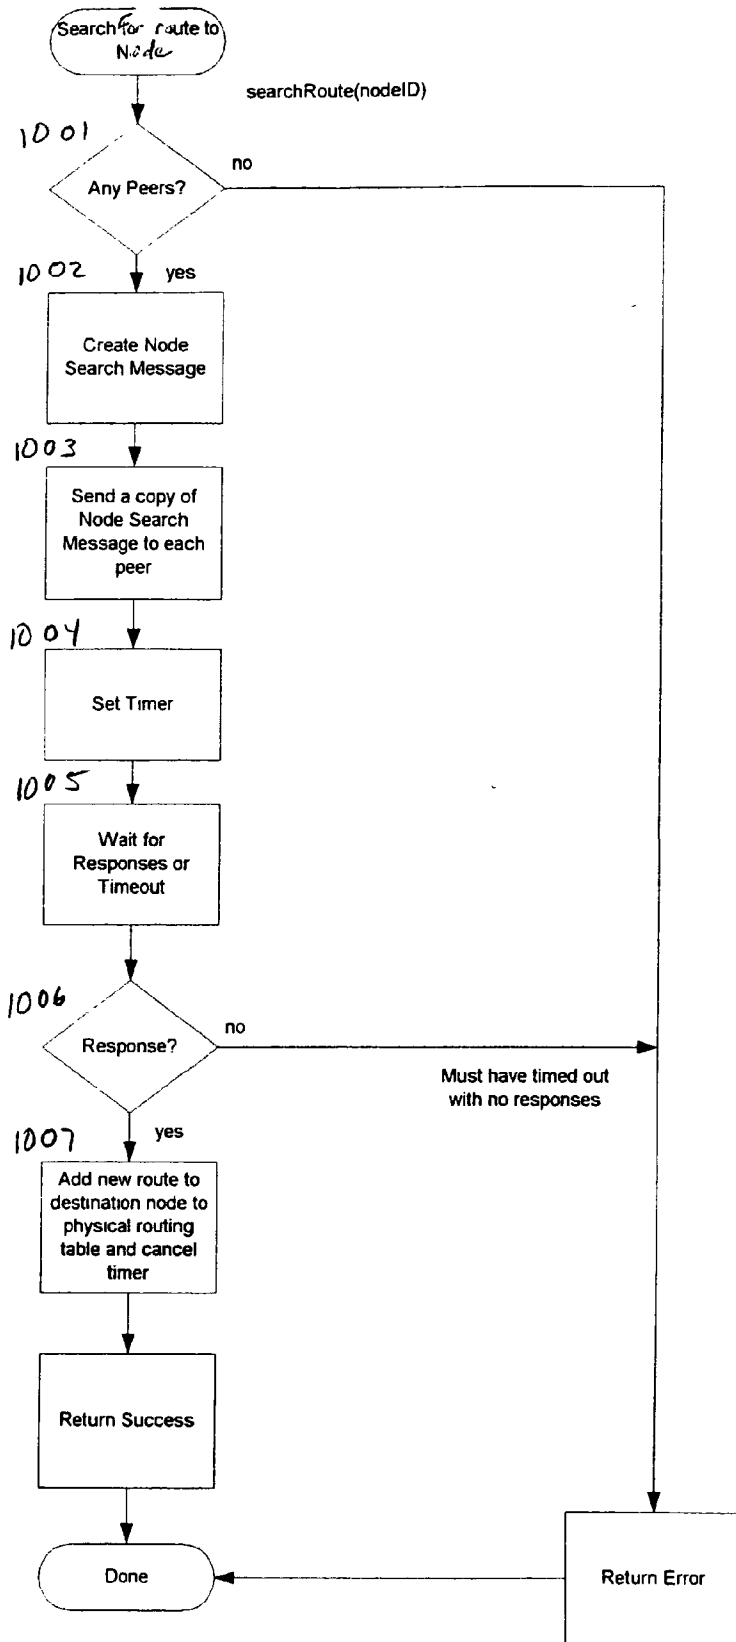 Search For route to
Node
searchRoute(nodeID)
1001
no
Any Peers?
1002
yes
Create Node
Search Message
1003
Send a copy of
Node Search
Message to each
peer
1004
Set Timer
1005
Wait for
Responses or
Timeout
1006
no
Response?
Must have timed out
with no responses
1007
yes
Add new route to
destination node to
physical routing
table and cancel
timer
Return Success
Done
Return Error